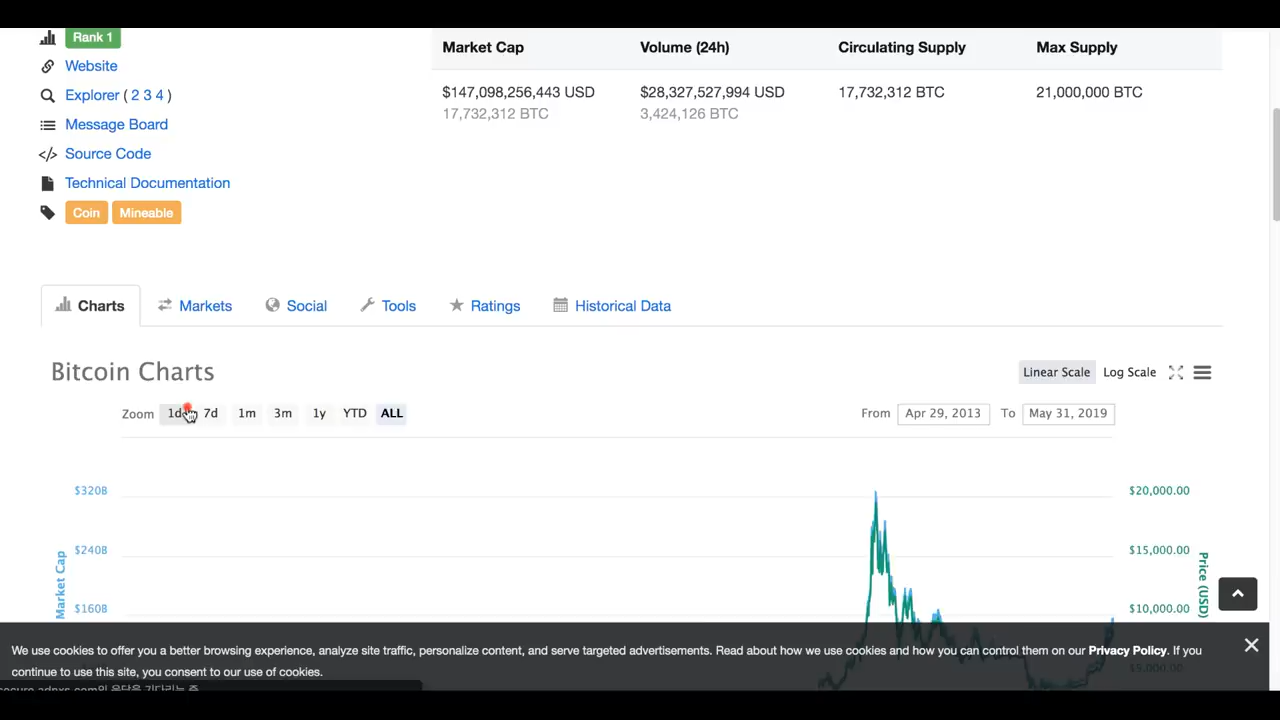 Rank 1
Website
Explorer ( 2 3 4 )
Message Board
Source Code
Technical Documentation
Coin Mineable
Market Cap Volume (24h) Circulating Supply Max Supply
$147,098,256,443 USD $28,327,527,994 USD 17,732,312 BTC 21,000,000 BTC
17,732,312 BTC 3,424,126 BTC
Charts Markets Social Tools Ratings Historical Data
Bitcoin Charts
Linear Scale Log Scale
Zoom 1d 7d 1m 3m 1y YTD ALL From Apr 29, 2013 To May 31, 2019
$320B $20,000.00
$240B $15,000.00
$160B $10,000.00
Market Cap
Price (USD)
$5,000.00
We use cookies to offer you a better browsing experience, analyze site traffic, personalize content, and serve targeted advertisements. Read about how we use cookies and how you can control them on our Privacy Policy. If you
continue to use this site, you consent to our use of cookies.